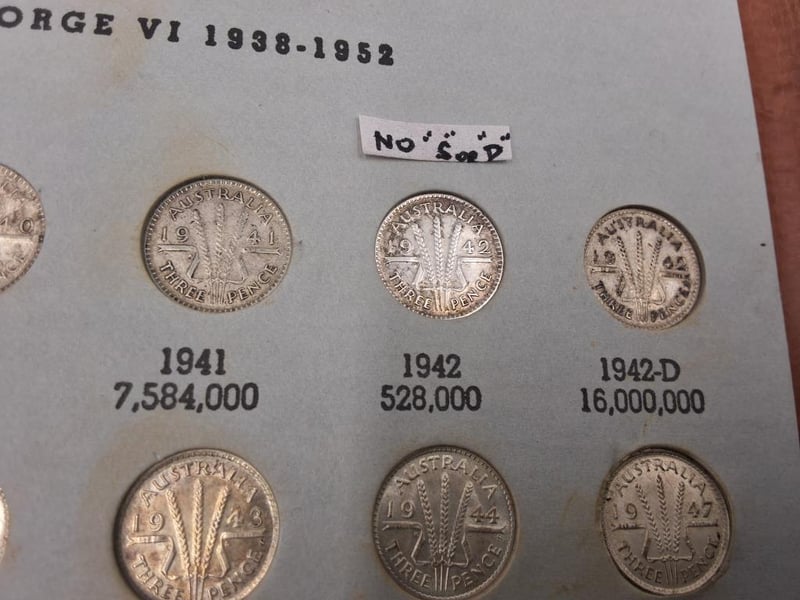 ORGE VI 1938-1952
NO "S" or "D"
AUSTRALIA
1941
THREE PENCE
AUSTRALIA
1942
THREE PENCE
AUSTRALIA
THREE PENCE
1941
7,584,000
1942
528,000
1942-D
16,000,000
AUSTRALIA
1943
THREE PENCE
AUSTRALIA
1944
THREE PENCE
AUSTRALIA
1947
THREE PENCE